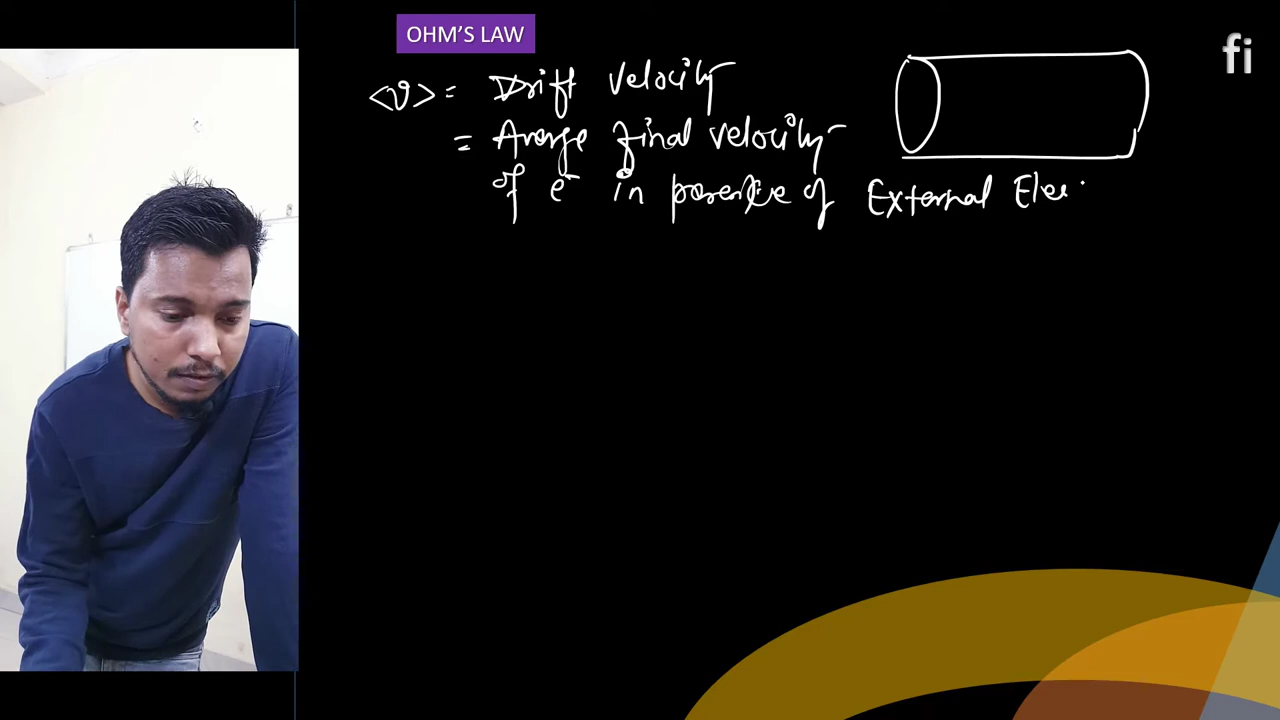 OHM'S LAW
fi
<v> = Drift velocity
= Average final velocity
of e⁻ in presence of External Elec